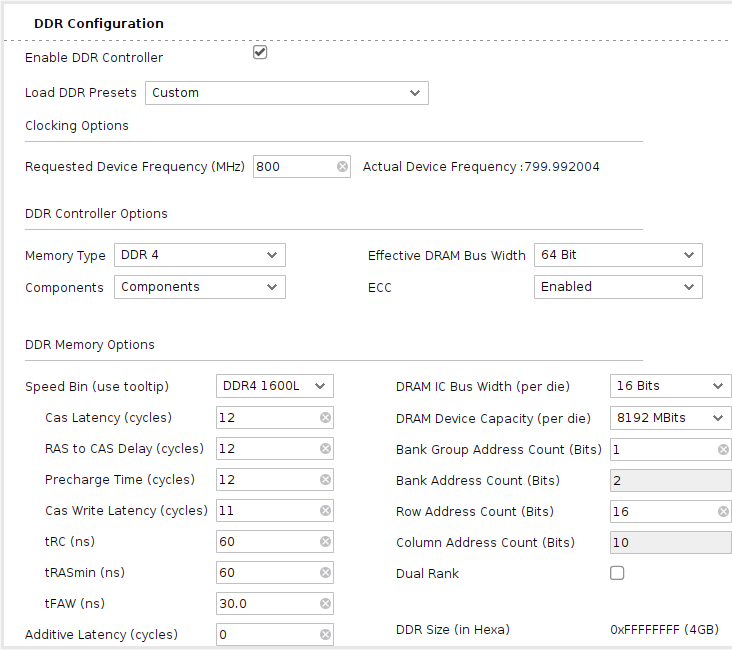 DDR Configuration
Enable DDR Controller
Load DDR Presets Custom
Clocking Options
Requested Device Frequency (MHz) 800 Actual Device Frequency :799.992004
DDR Controller Options
Memory Type DDR 4 Effective DRAM Bus Width 64 Bit
Components Components ECC Enabled
DDR Memory Options
Speed Bin (use tooltip) DDR4 1600L DRAM IC Bus Width (per die) 16 Bits
Cas Latency (cycles) 12 DRAM Device Capacity (per die) 8192 MBits
RAS to CAS Delay (cycles) 12 Bank Group Address Count (Bits) 1
Precharge Time (cycles) 12 Bank Address Count (Bits) 2
Cas Write Latency (cycles) 11 Row Address Count (Bits) 16
tRC (ns) 60 Column Address Count (Bits) 10
tRASmin (ns) 60 Dual Rank
tFAW (ns) 30.0
Additive Latency (cycles) 0 DDR Size (in Hexa) 0xFFFFFFFF (4GB)